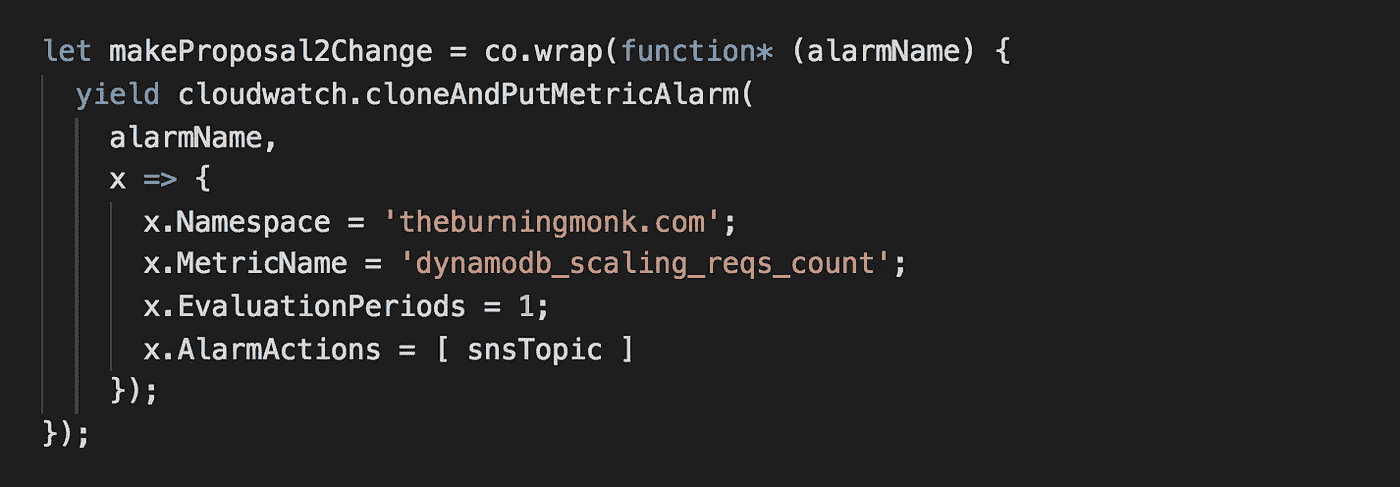 let makeProposal2Change = co.wrap(function* (alarmName) {
  yield cloudwatch.cloneAndPutMetricAlarm(
    alarmName,
    x => {
      x.Namespace = 'theburningmonk.com';
      x.MetricName = 'dynamodb_scaling_reqs_count';
      x.EvaluationPeriods = 1;
      x.AlarmActions = [ snsTopic ]
    });
});